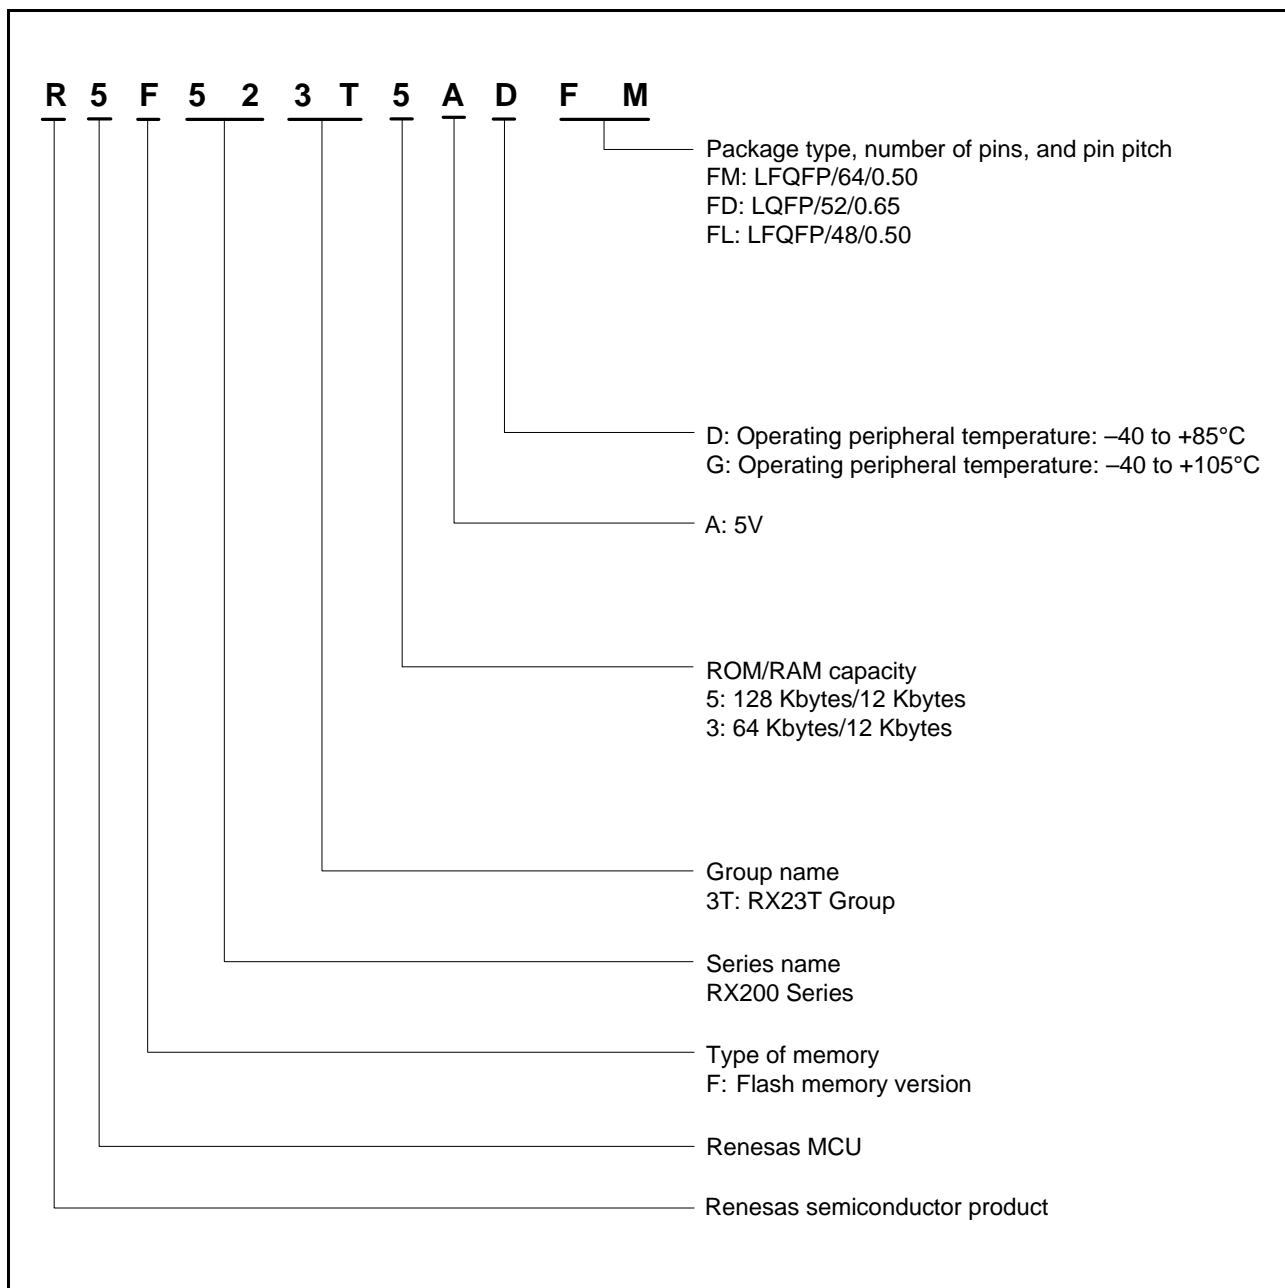 R 5 F 5 2 3 T 5 A D F M
Package type, number of pins, and pin pitch
FM: LFQFP/64/0.50
FD: LQFP/52/0.65
FL: LFQFP/48/0.50
D: Operating peripheral temperature: –40 to +85°C
G: Operating peripheral temperature: –40 to +105°C
A: 5V
ROM/RAM capacity
5: 128 Kbytes/12 Kbytes
3: 64 Kbytes/12 Kbytes
Group name
3T: RX23T Group
Series name
RX200 Series
Type of memory
F: Flash memory version
Renesas MCU
Renesas semiconductor product